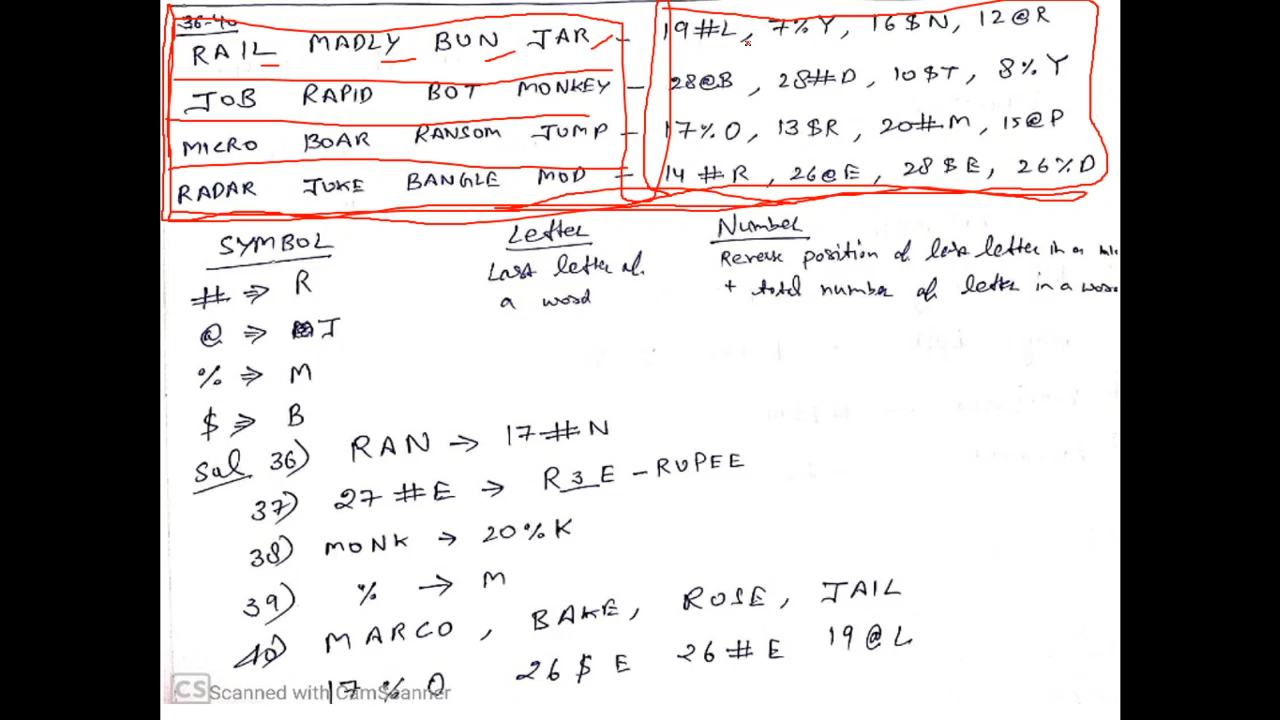 36-40
RAIL MADLY BUN JAR - 19#L, 7%Y, 16$N, 12@R
JOB RAPID BOT MONKEY - 28@B, 28#D, 10$T, 8%Y
MICRO BOAR RANSOM JUMP - 17%O, 13$R, 20#M, 15@P
RADAR JUKE BANGLE MOD - 14#R, 26@E, 28$E, 26%D
SYMBOL Letter Number
# ⇒ R Last letter of Reverse position of last letter in a
@ ⇒ J a word + total number of letter in a word
% ⇒ M
$ ⇒ B
Sol 36) RAN → 17#N
37) 27#E → R 3 E - RUPEE
38) MONK → 20%K
39) % → M
40) MARCO, BAKE, ROSE, JAIL
17%O 26$E 26#E 19@L
CS Scanned with CamScanner